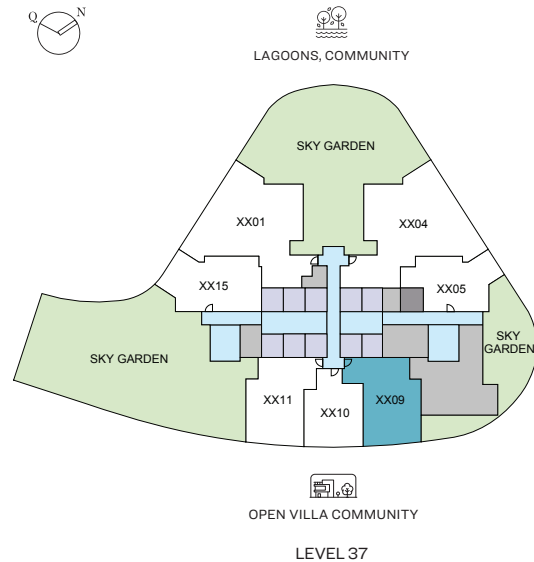 Q N
LAGOONS, COMMUNITY
SKY GARDEN
XX01 XX04
XX15 XX05
SKY GARDEN
SKY
GARDEN
XX11 XX10 XX09
OPEN VILLA COMMUNITY
LEVEL 37